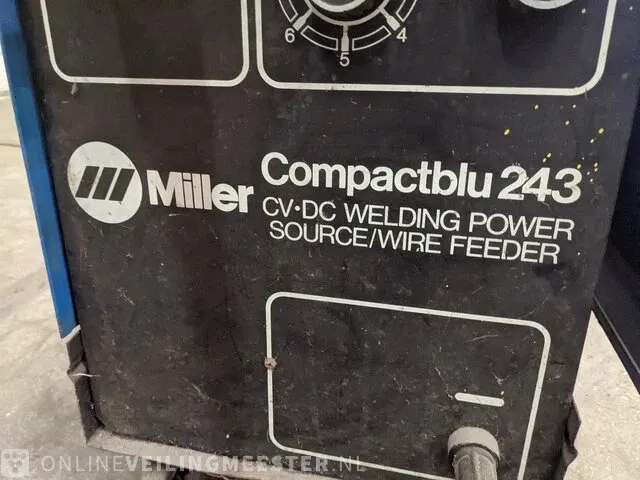 6 5 4
Miller
Compactblu 243
CV•DC WELDING POWER
SOURCE/WIRE FEEDER
ONLINEVEILINGMEESTER.NL